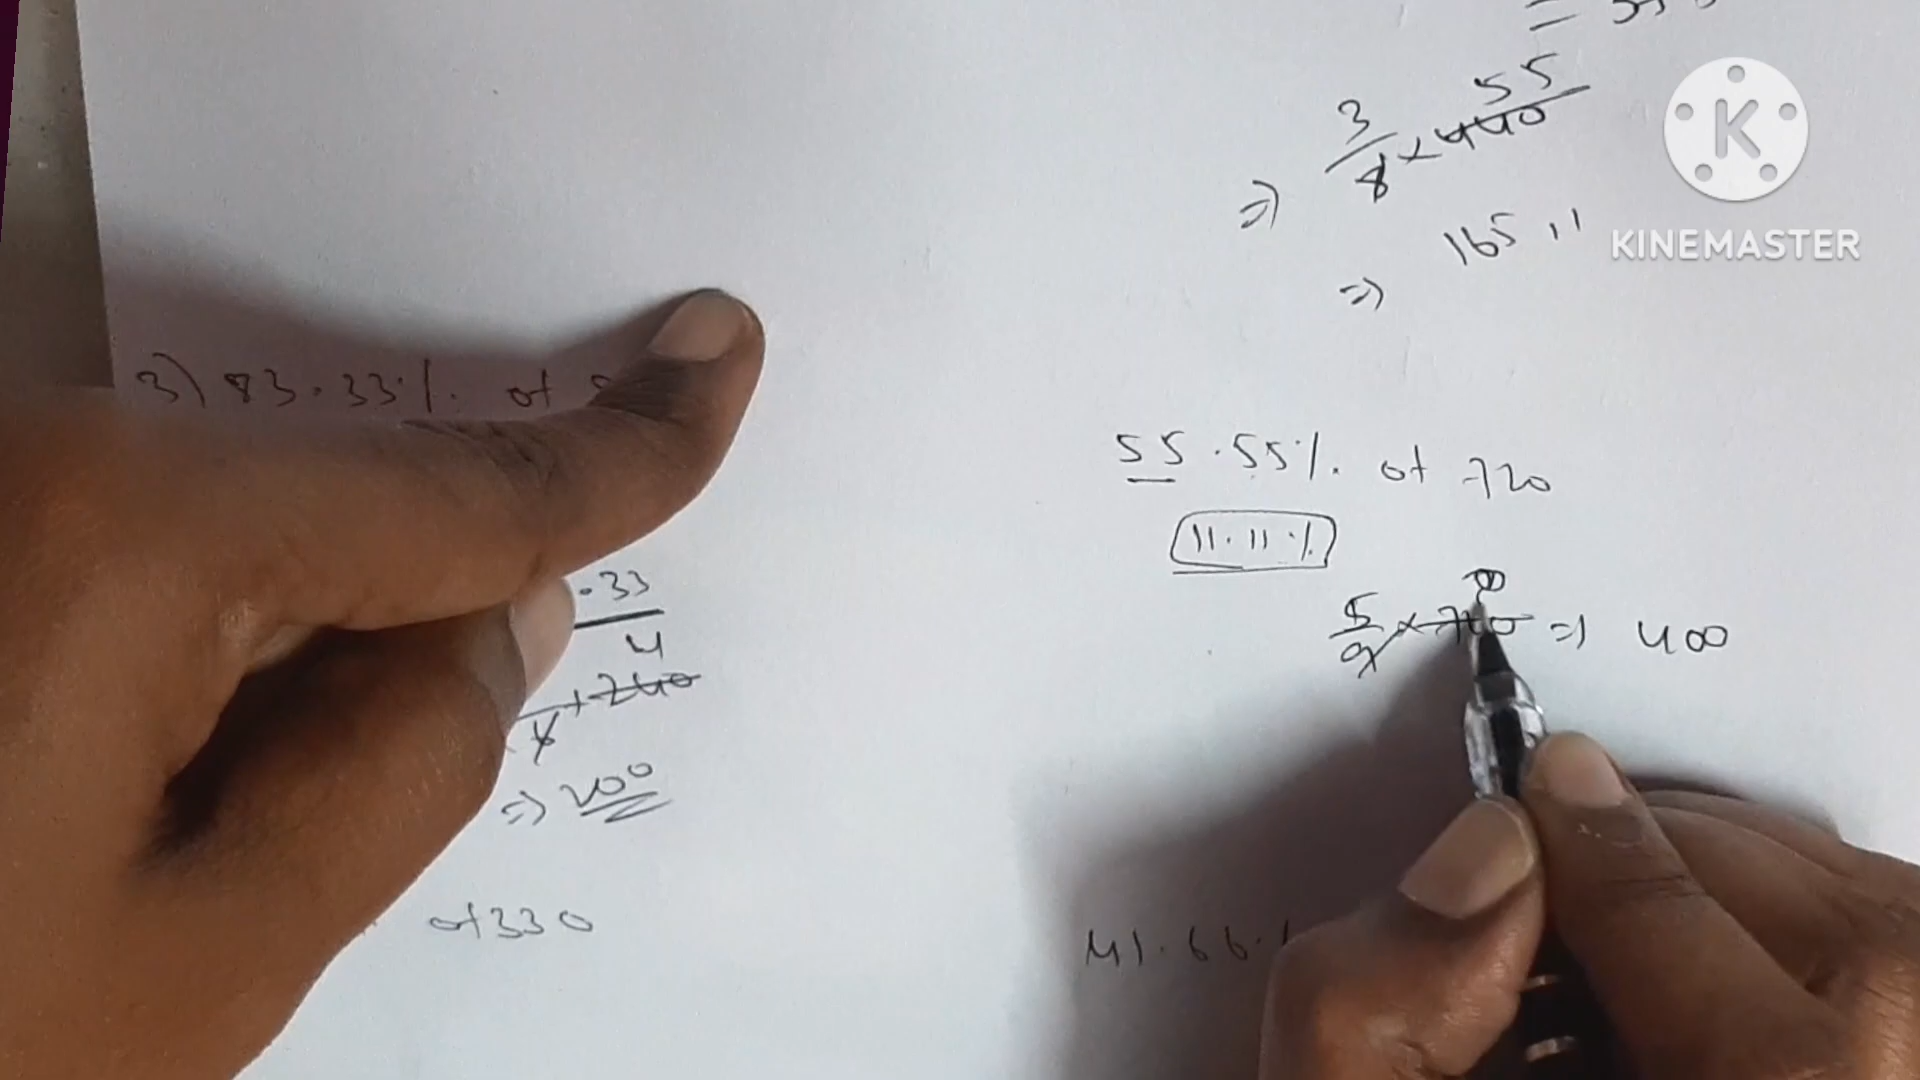 3) 83.33% of
.33
4
6 × 240
=) 200
of 330
3/8 × 440
55
=)
=) 165 ,,
K
KINEMASTER
55.55% of 720
11.11%
80
5/9 × 720 =) 400
41.66%